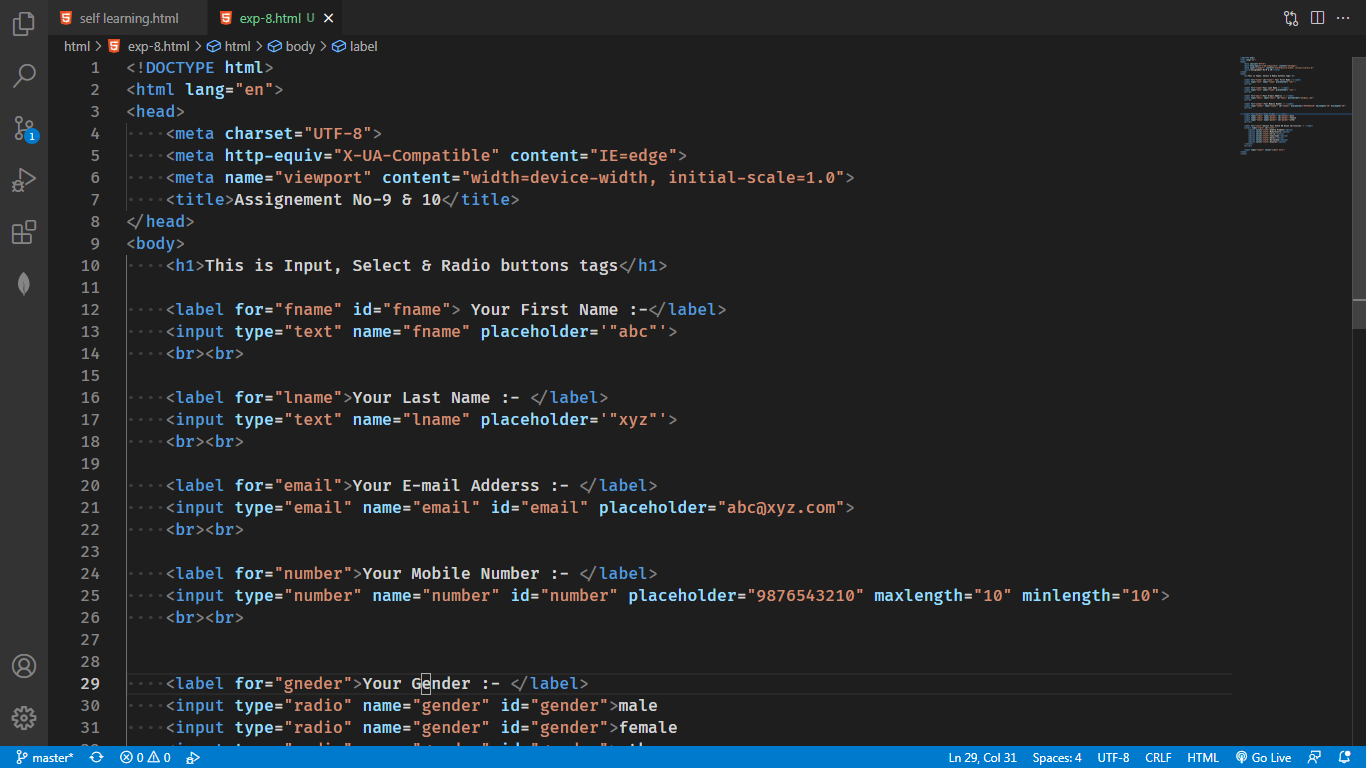 self learning.html
exp-8.html U
html > exp-8.html > html > body > label
1 <!DOCTYPE html>
2 <html lang="en">
3 <head>
4 <meta charset="UTF-8">
5 <meta http-equiv="X-UA-Compatible" content="IE=edge">
6 <meta name="viewport" content="width=device-width, initial-scale=1.0">
7 <title>Assignement No-9 & 10</title>
8 </head>
9 <body>
10 <h1>This is Input, Select & Radio buttons tags</h1>
11
12 <label for="fname" id="fname"> Your First Name :-</label>
13 <input type="text" name="fname" placeholder='"abc"'>
14 <br><br>
15
16 <label for="lname">Your Last Name :- </label>
17 <input type="text" name="lname" placeholder='"xyz"'>
18 <br><br>
19
20 <label for="email">Your E-mail Aderss :- </label>
21 <input type="email" name="email" id="email" placeholder="abc@xyz.com">
22 <br><br>
23
24 <label for="number">Your Mobile Number :- </label>
25 <input type="number" name="number" id="number" placeholder="9876543210" maxlength="10" minlength="10">
26 <br><br>
27
28
29 <label for="gneder">Your Gender :- </label>
30 <input type="radio" name="gender" id="gender">male
31 <input type="radio" name="gender" id="gender">female
1
master* 0 0 Ln 29, Col 31 Spaces: 4 UTF-8 CRLF HTML Go Live